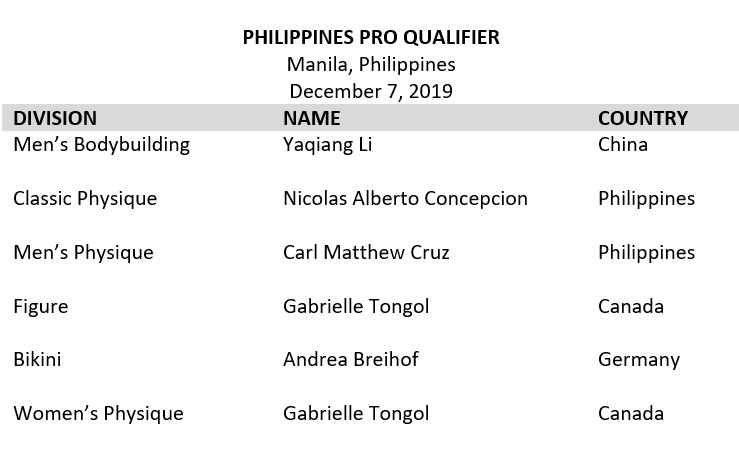 PHILIPPINES PRO QUALIFIER
Manila, Philippines
December 7, 2019
DIVISION NAME COUNTRY
Men’s Bodybuilding Yaqiang Li China
Classic Physique Nicolas Alberto Concepcion Philippines
Men’s Physique Carl Matthew Cruz Philippines
Figure Gabrielle Tongol Canada
Bikini Andrea Breihof Germany
Women’s Physique Gabrielle Tongol Canada